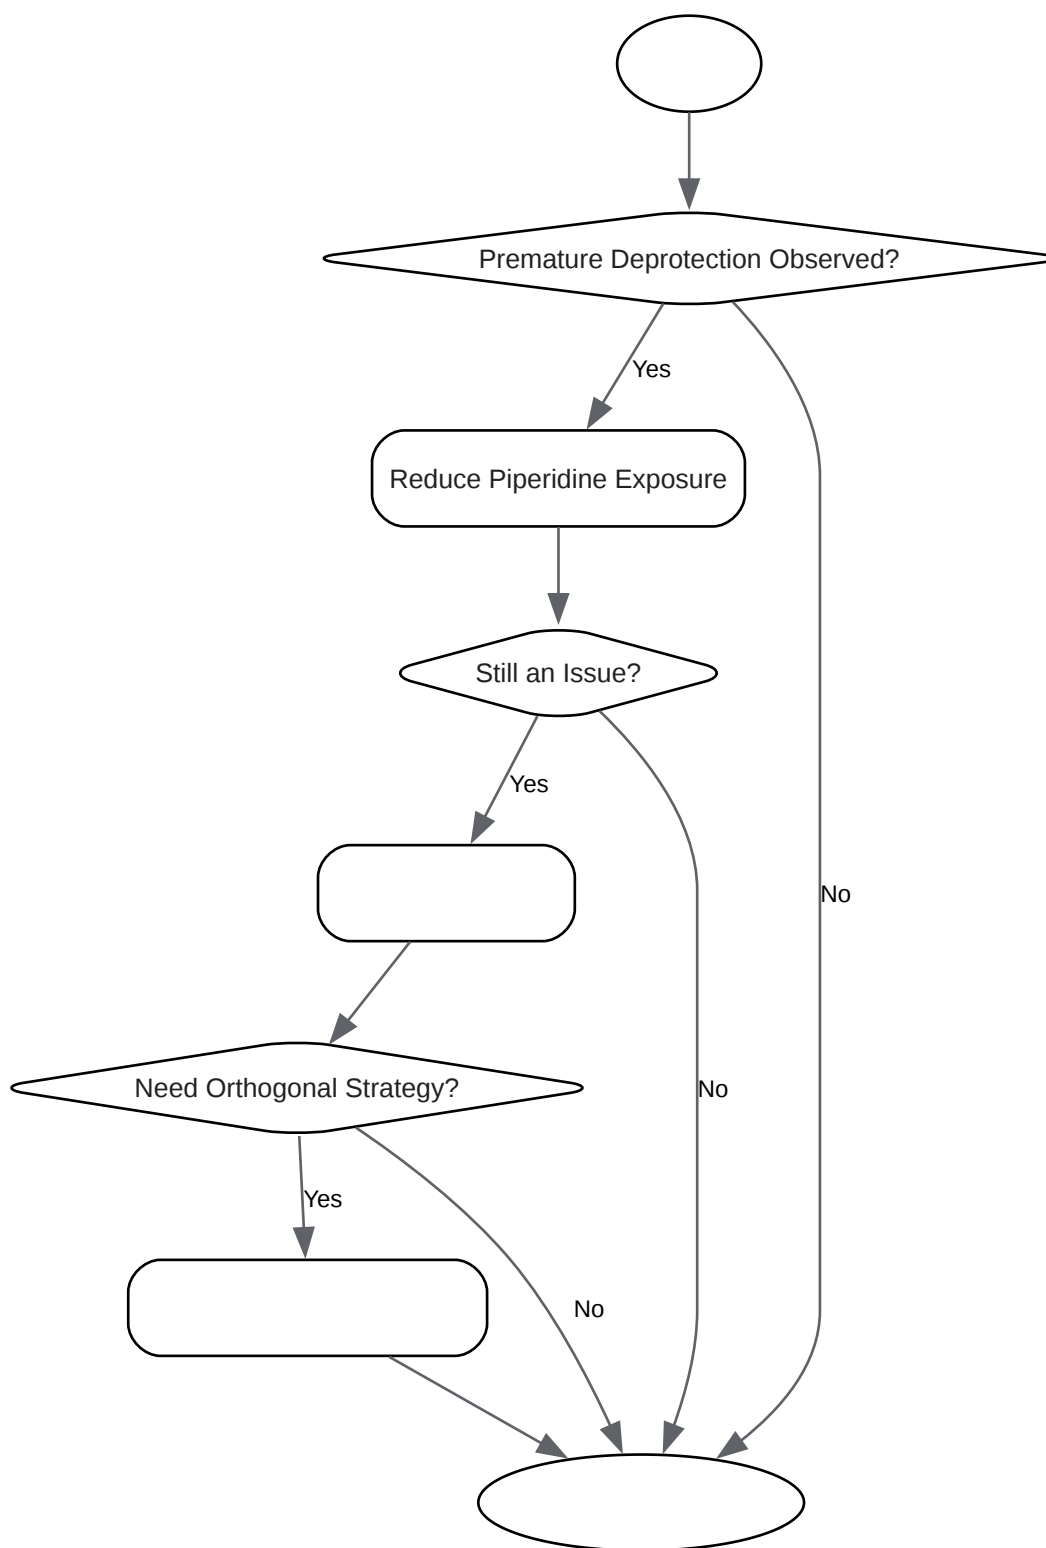 Premature Deprotection Observed?
Yes
Reduce Piperidine Exposure
Still an Issue?
Yes
No
Need Orthogonal Strategy?
No
Yes
No